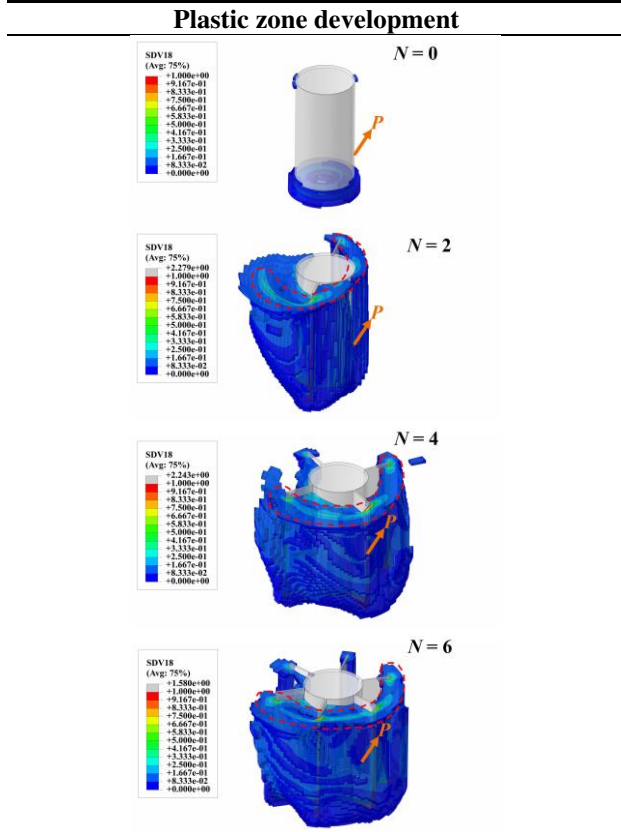 Plastic zone development
SDV18
(Avg: 75%)
+1.000e+00
+9.167e-01
+8.333e-01
+7.500e-01
+6.667e-01
+5.833e-01
+5.000e-01
+4.167e-01
+3.333e-01
+2.500e-01
+1.667e-01
+8.333e-02
+0.000e+00
N = 0
P
SDV18
(Avg: 75%)
+2.279e+00
+1.000e+00
+9.167e-01
+8.333e-01
+7.500e-01
+6.667e-01
+5.833e-01
+5.000e-01
+4.167e-01
+3.333e-01
+2.500e-01
+1.667e-01
+8.333e-02
+0.000e+00
N = 2
P
SDV18
(Avg: 75%)
+2.243e+00
+1.000e+00
+9.167e-01
+8.333e-01
+7.500e-01
+6.667e-01
+5.833e-01
+5.000e-01
+4.167e-01
+3.333e-01
+2.500e-01
+1.667e-01
+8.333e-02
+0.000e+00
N = 4
P
SDV18
(Avg: 75%)
+1.580e+00
+1.000e+00
+9.167e-01
+8.333e-01
+7.500e-01
+6.667e-01
+5.833e-01
+5.000e-01
+4.167e-01
+3.333e-01
+2.500e-01
+1.667e-01
+8.333e-02
+0.000e+00
N = 6
P